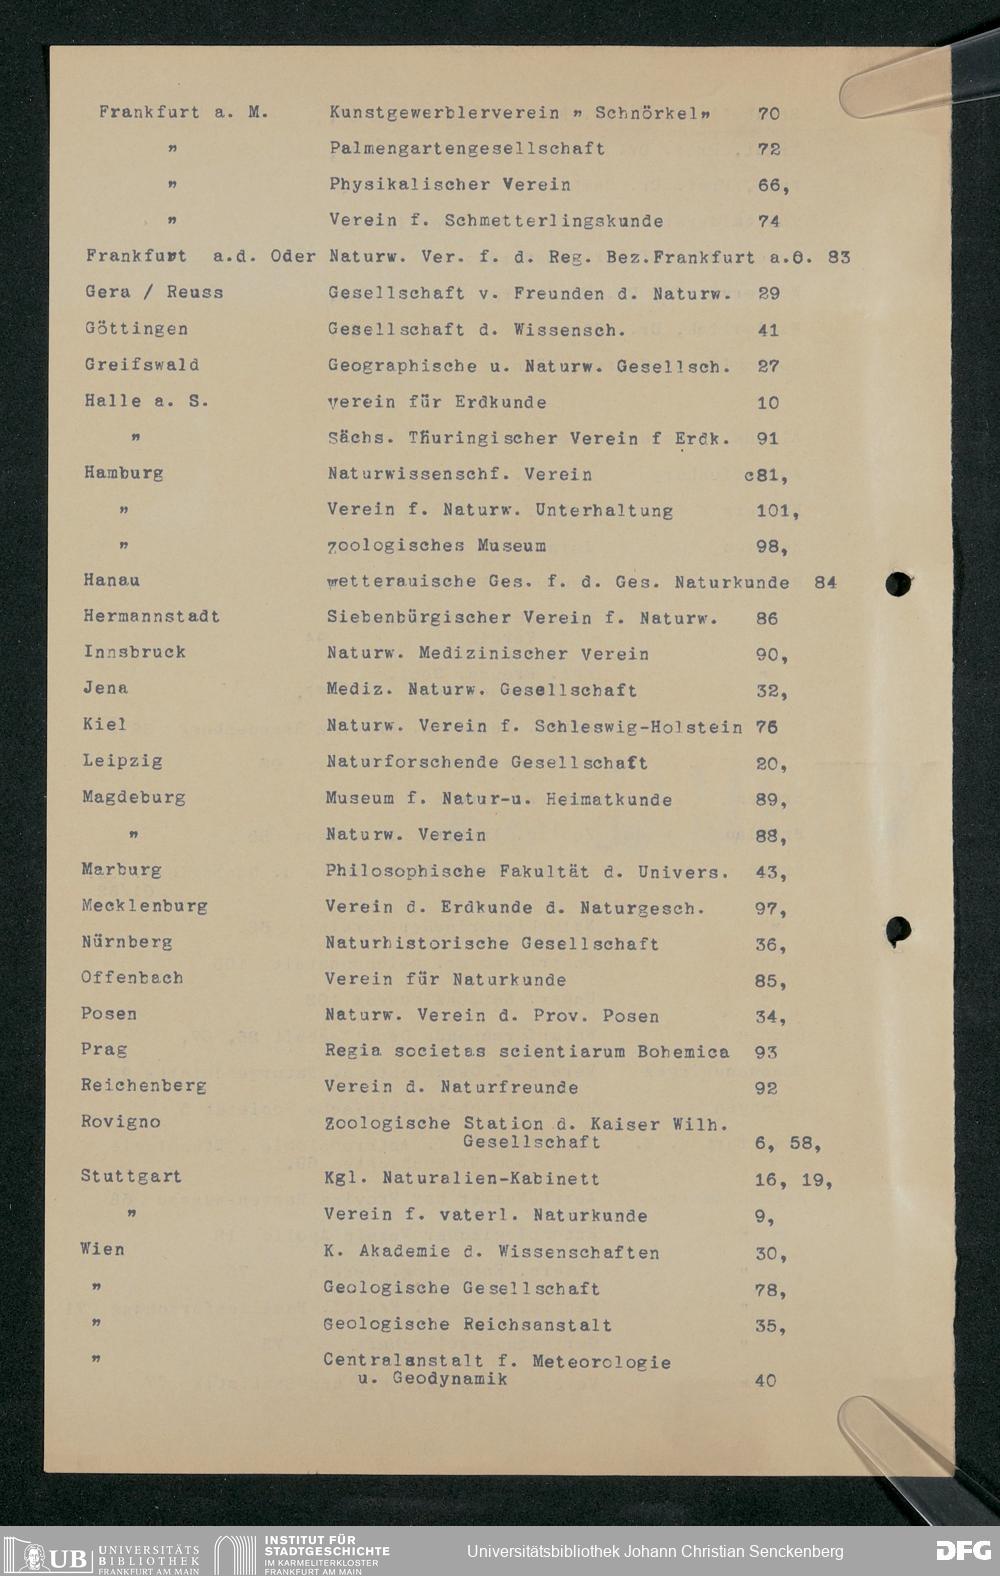 Frankfurt a. M. Kunstgewerblerverein „ Schnörkel„ 70
„ Palmengartengesellschaft 72
„ Physikalischer Verein 66,
„ Verein f. Schmetterlingskunde 74
Frankfurt a.d. Oder Naturw. Ver. f. d. Reg. Bez.Frankfurt a.O. 83
Gera / Reuss Gesellschaft v. Freunden d. Naturw. 29
Göttingen Gesellschaft d. Wissensch. 41
Greifswald Geographische u. Naturw. Gesellsch. 27
Halle a. S. Verein für Erdkunde 10
„ Sächs. Thuringischer Verein f Erdk. 91
Hamburg Naturwissenschf. Verein c81,
„ Verein f. Naturw. Unterhaltung 101,
„ Zoologisches Museum 98,
Hanau Wetterauische Ges. f. d. Ges. Naturkunde 84
Hermannstadt Siebenbürgischer Verein f. Naturw. 86
Innsbruck Naturw. Medizinischer Verein 90,
Jena Mediz. Naturw. Gesellschaft 32,
Kiel Naturw. Verein f. Schleswig-Holstein 76
Leipzig Naturforschende Gesellschaft 20,
Magdeburg Museum f. Natur-u. Heimatkunde 89,
„ Naturw. Verein 88,
Marburg Philosophische Fakultät d. Univers. 43,
Mecklenburg Verein d. Erdkunde d. Naturgesch. 97,
Nürnberg Naturhistorische Gesellschaft 36,
Offenbach Verein für Naturkunde 85,
Posen Naturw. Verein d. Prov. Posen 34,
Prag Regia societas scientiarum Bohemica 93
Reichenberg Verein d. Naturfreunde 92
Rovigno Zoologische Station d. Kaiser Wilh.
Gesellschaft 6, 58,
Stuttgart Kgl. Naturalien-Kabinett 16, 19,
„ Verein f. vaterl. Naturkunde 9,
Wien K. Akademie d. Wissenschaften 30,
„ Geologische Gesellschaft 78,
„ Geologische Reichsanstalt 35,
„ Centralanstalt f. Meteorologie
u. Geodynamik 40
UB UNIVERSITÄTS
BIBLIOTHEK
FRANKFURT AM MAIN
INSTITUT FÜR
STADTGESCHICHTE
IM KARMELITERKLOSTER
FRANKFURT AM MAIN
Universitätsbibliothek Johann Christian Senckenberg
DFG